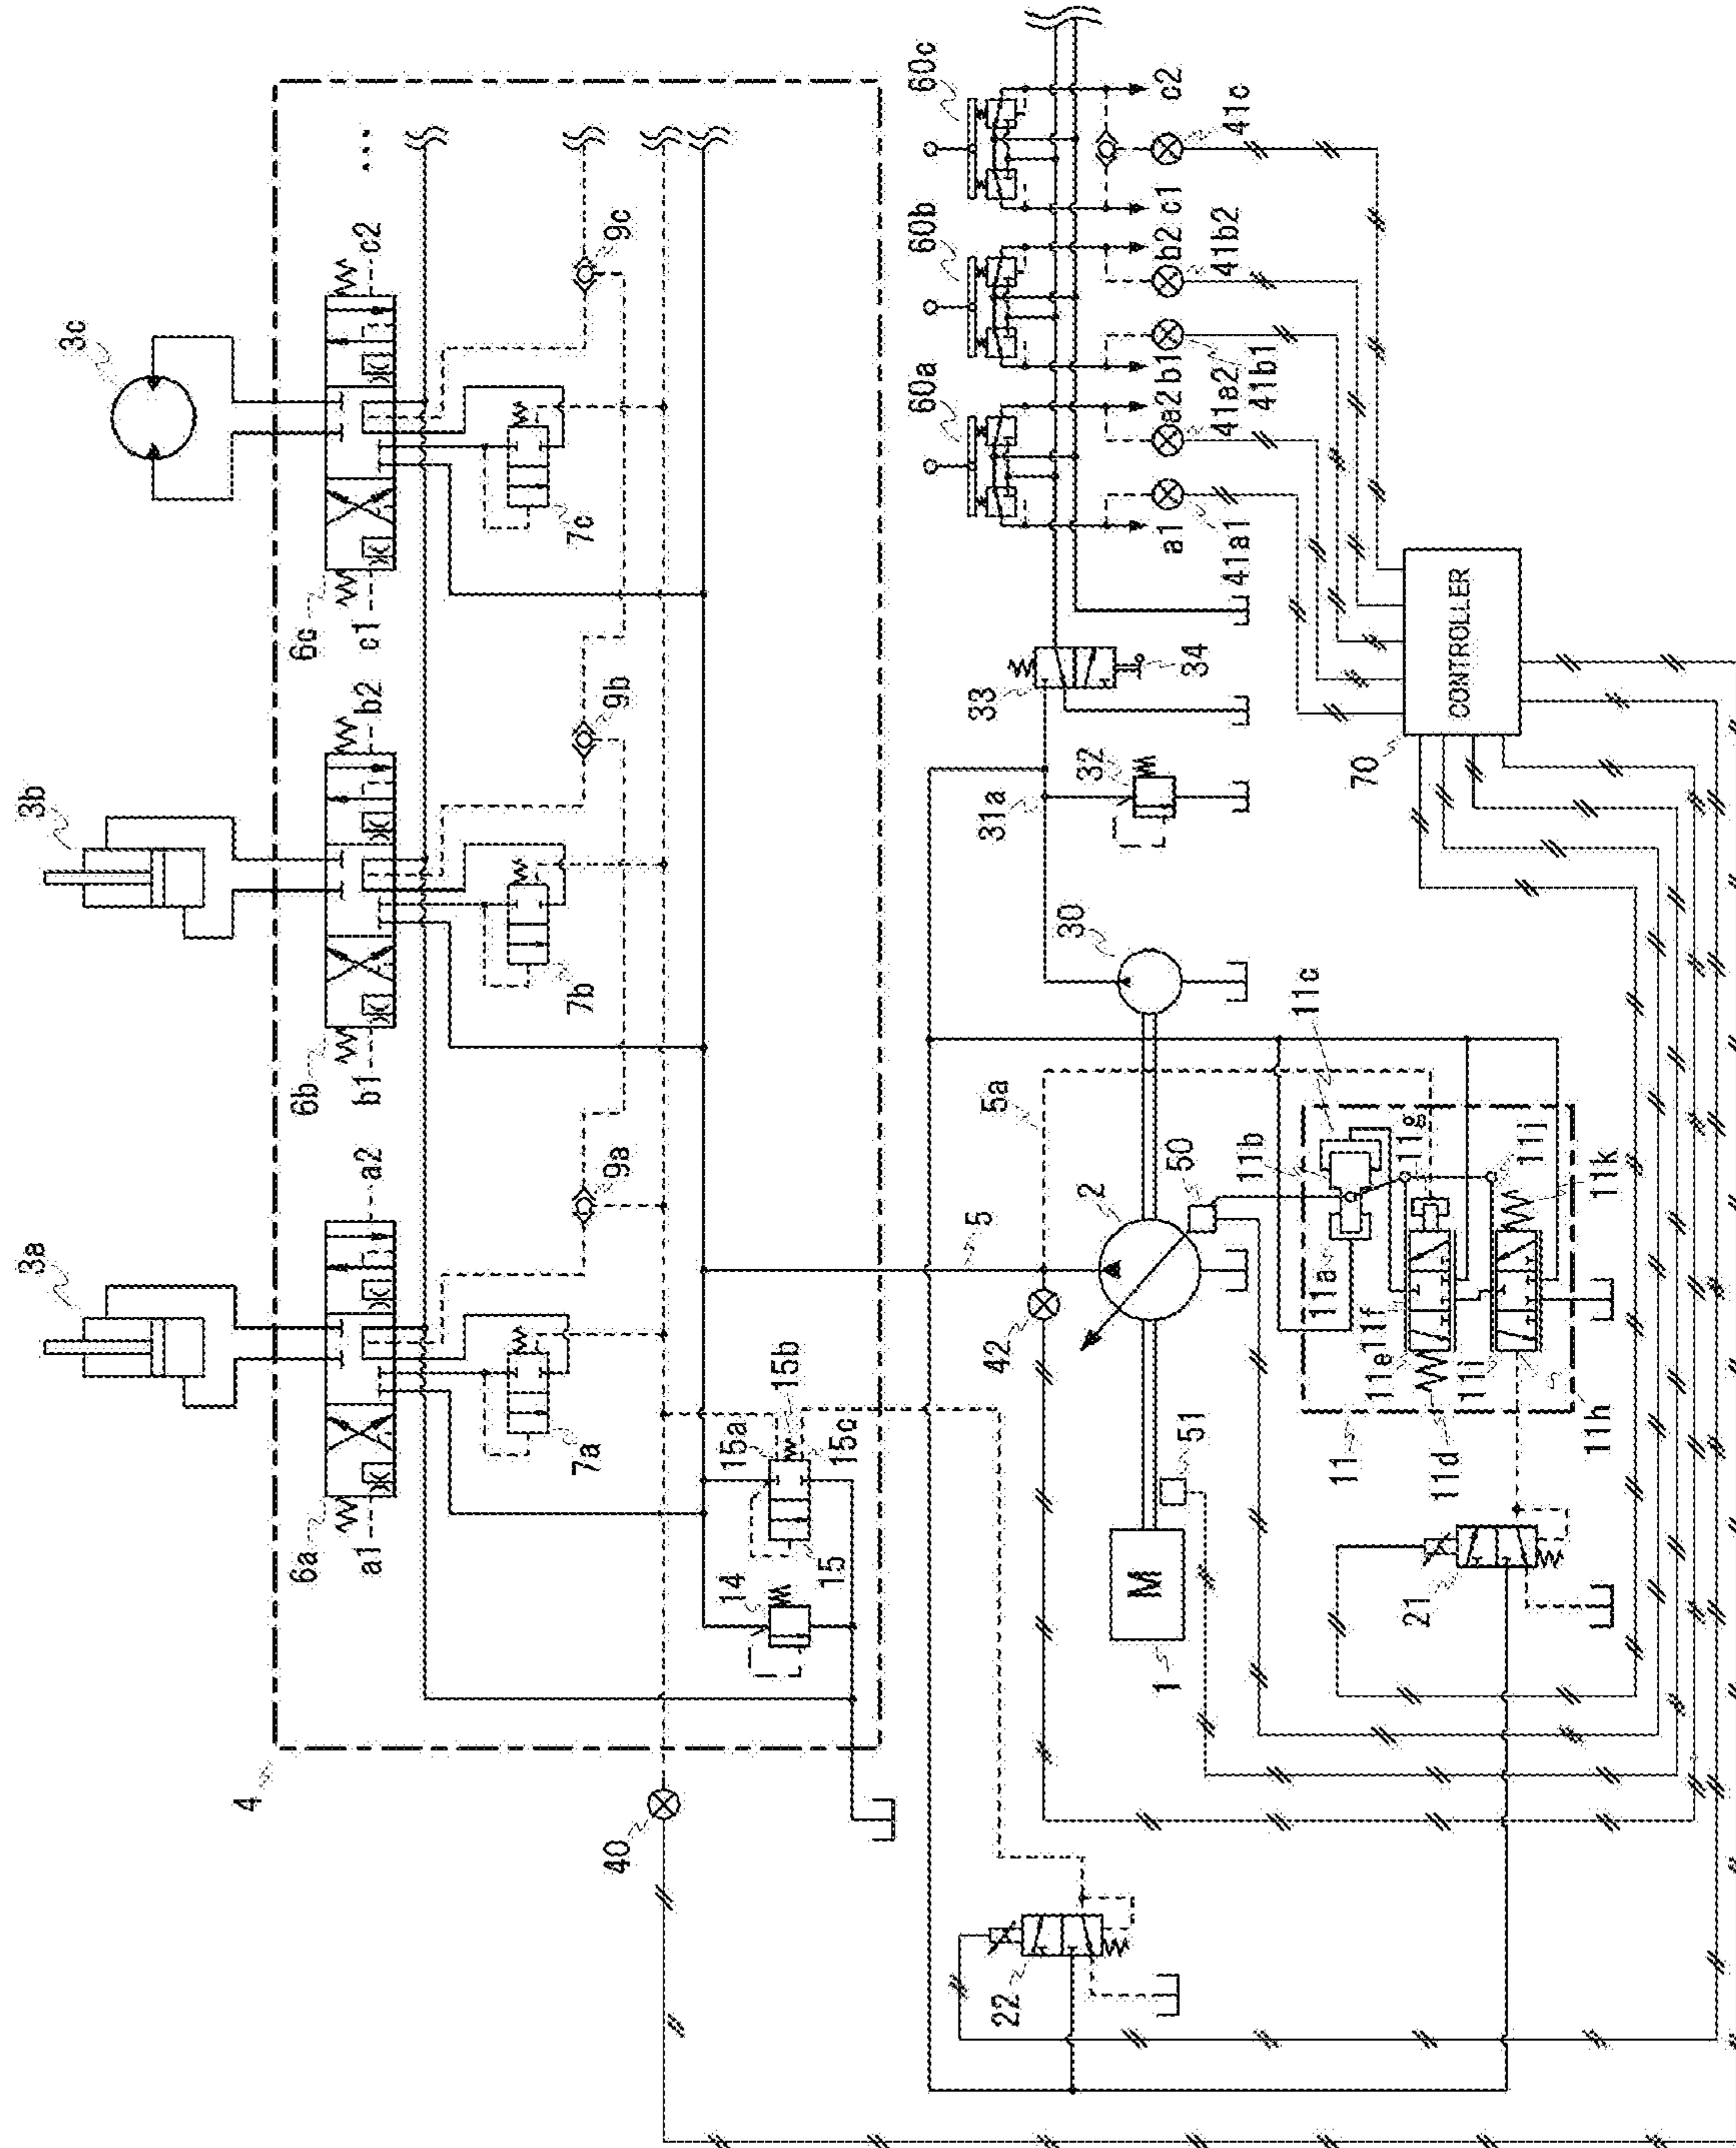 3a
3b
3c
6a
a1
a2
6b
b1
b2
6c
c1
c2
...
7a
7b
7c
9a
9b
9c
4
14
15
15a
15b
15c
40
60a
60b
60c
a1
a2
b1
b2
c1
c2
41a1
41a2
41b1
41b2
41c
33
34
31a
32
30
5
5a
2
42
50
51
M
1
11
11a
11b
11c
11d
11e
11f
11g
11h
11i
11j
11k
21
22
70
CONTROLLER